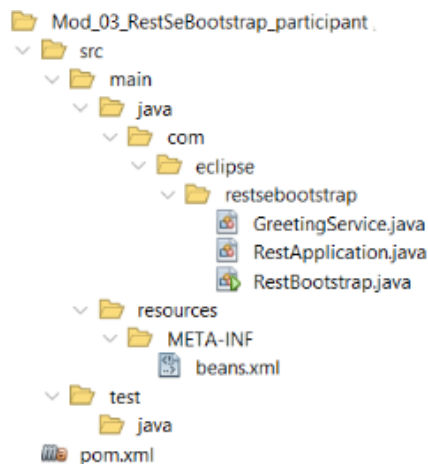 Mod_03_RestSeBootstrap_participant
src
main
java
com
eclipse
restsebootstrap
GreetingService.java
RestApplication.java
RestBootstrap.java
resources
META-INF
beans.xml
test
java
pom.xml